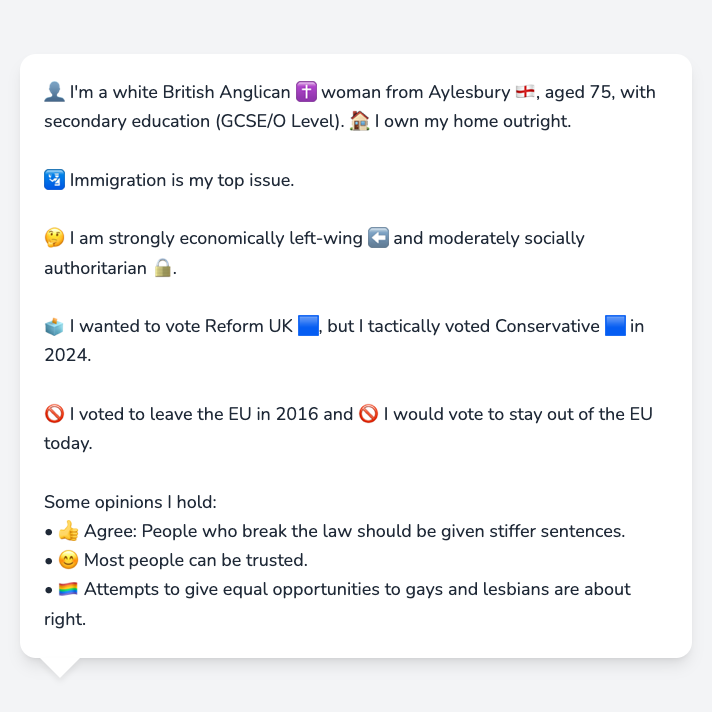 👤 I'm a white British Anglican ✝️ woman from Aylesbury 🏴󠁧󠁢󠁥󠁮󠁧󠁿, aged 75, with
secondary education (GCSE/O Level). 🏠 I own my home outright.
🛂 Immigration is my top issue.
🤔 I am strongly economically left-wing ⬅️ and moderately socially
authoritarian 🔒.
🗳️ I wanted to vote Reform UK 🟦, but I tactically voted Conservative 🟦 in
2024.
🚫 I voted to leave the EU in 2016 and 🚫 I would vote to stay out of the EU
today.
Some opinions I hold:
• 👍 Agree: People who break the law should be given stiffer sentences.
• 😊 Most people can be trusted.
• 🏳️‍🌈 Attempts to give equal opportunities to gays and lesbians are about
right.